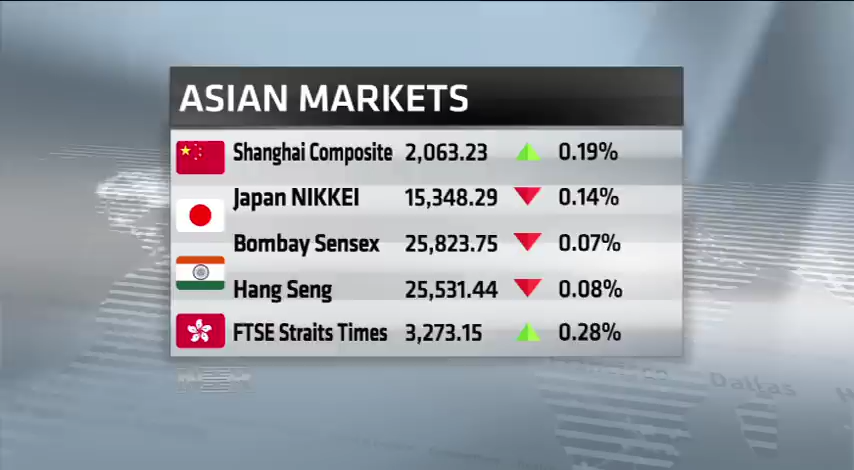 ASIAN MARKETS
Shanghai Composite 2,063.23 0.19%
Japan NIKKEI 15,348.29 0.14%
Bombay Sensex 25,823.75 0.07%
Hang Seng 25,531.44 0.08%
FTSE Straits Times 3,273.15 0.28%
Dallas